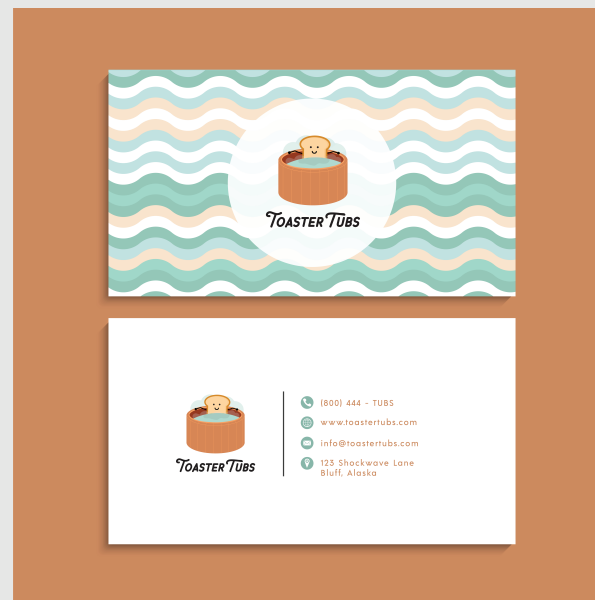 Toaster Tubs
Toaster Tubs
(800) 444 - TUBS
www.toastertubs.com
info@toastertubs.com
123 Shockwave Lane
Bluff, Alaska